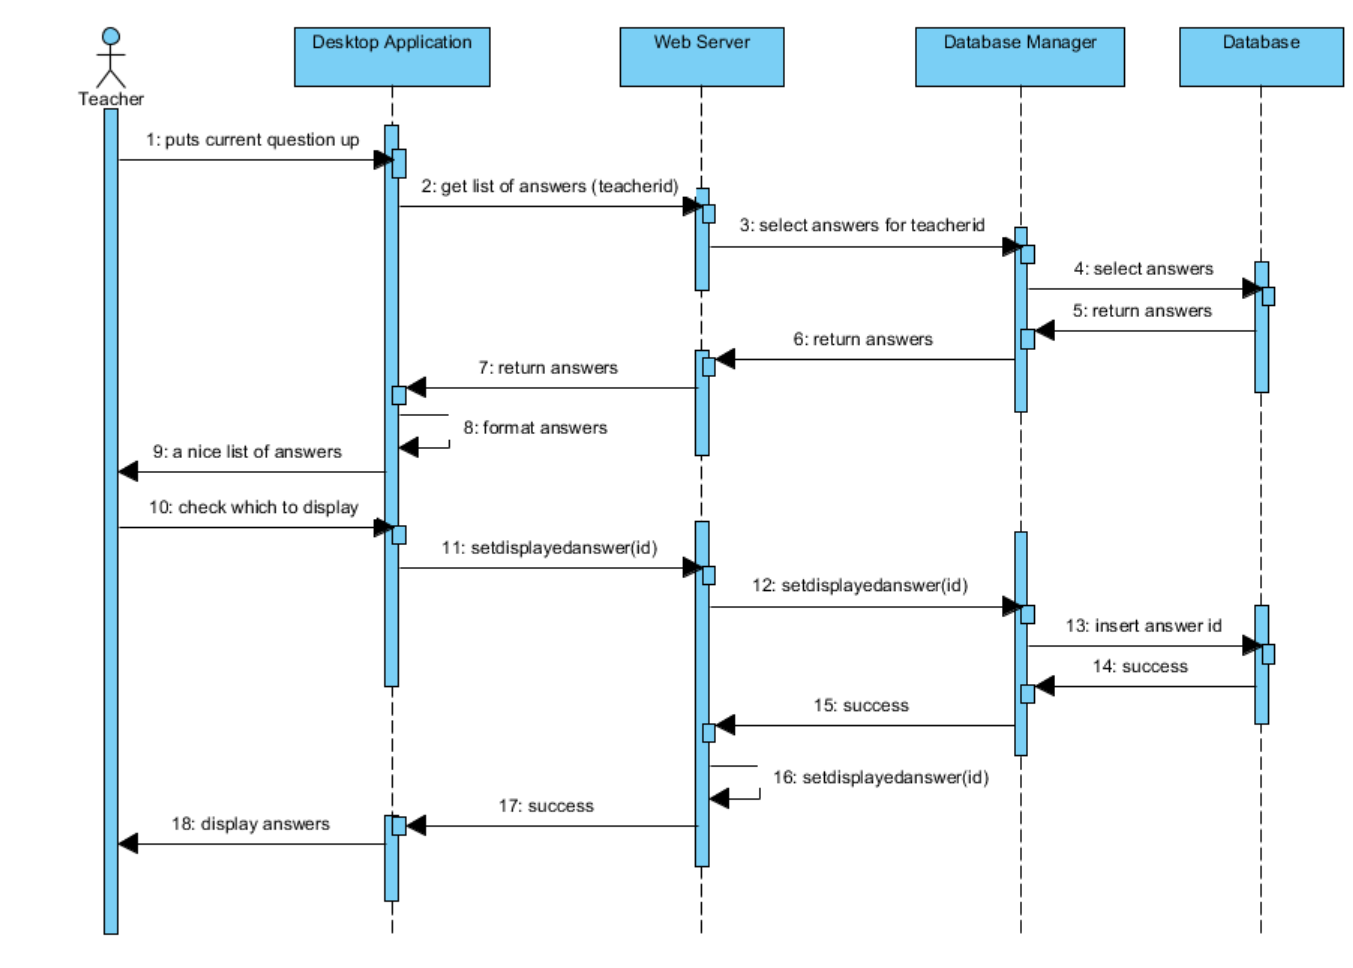 Desktop Application
Web Server
Database Manager
Database
Teacher
1: puts current question up
2: get list of answers (teacherid)
3: select answers for teacherid
4: select answers
5: return answers
6: return answers
7: return answers
8: format answers
9: a nice list of answers
10: check which to display
11: setdisplayedanswer(id)
12: setdisplayedanswer(id)
13: insert answer id
14: success
15: success
16: setdisplayedanswer(id)
17: success
18: display answers